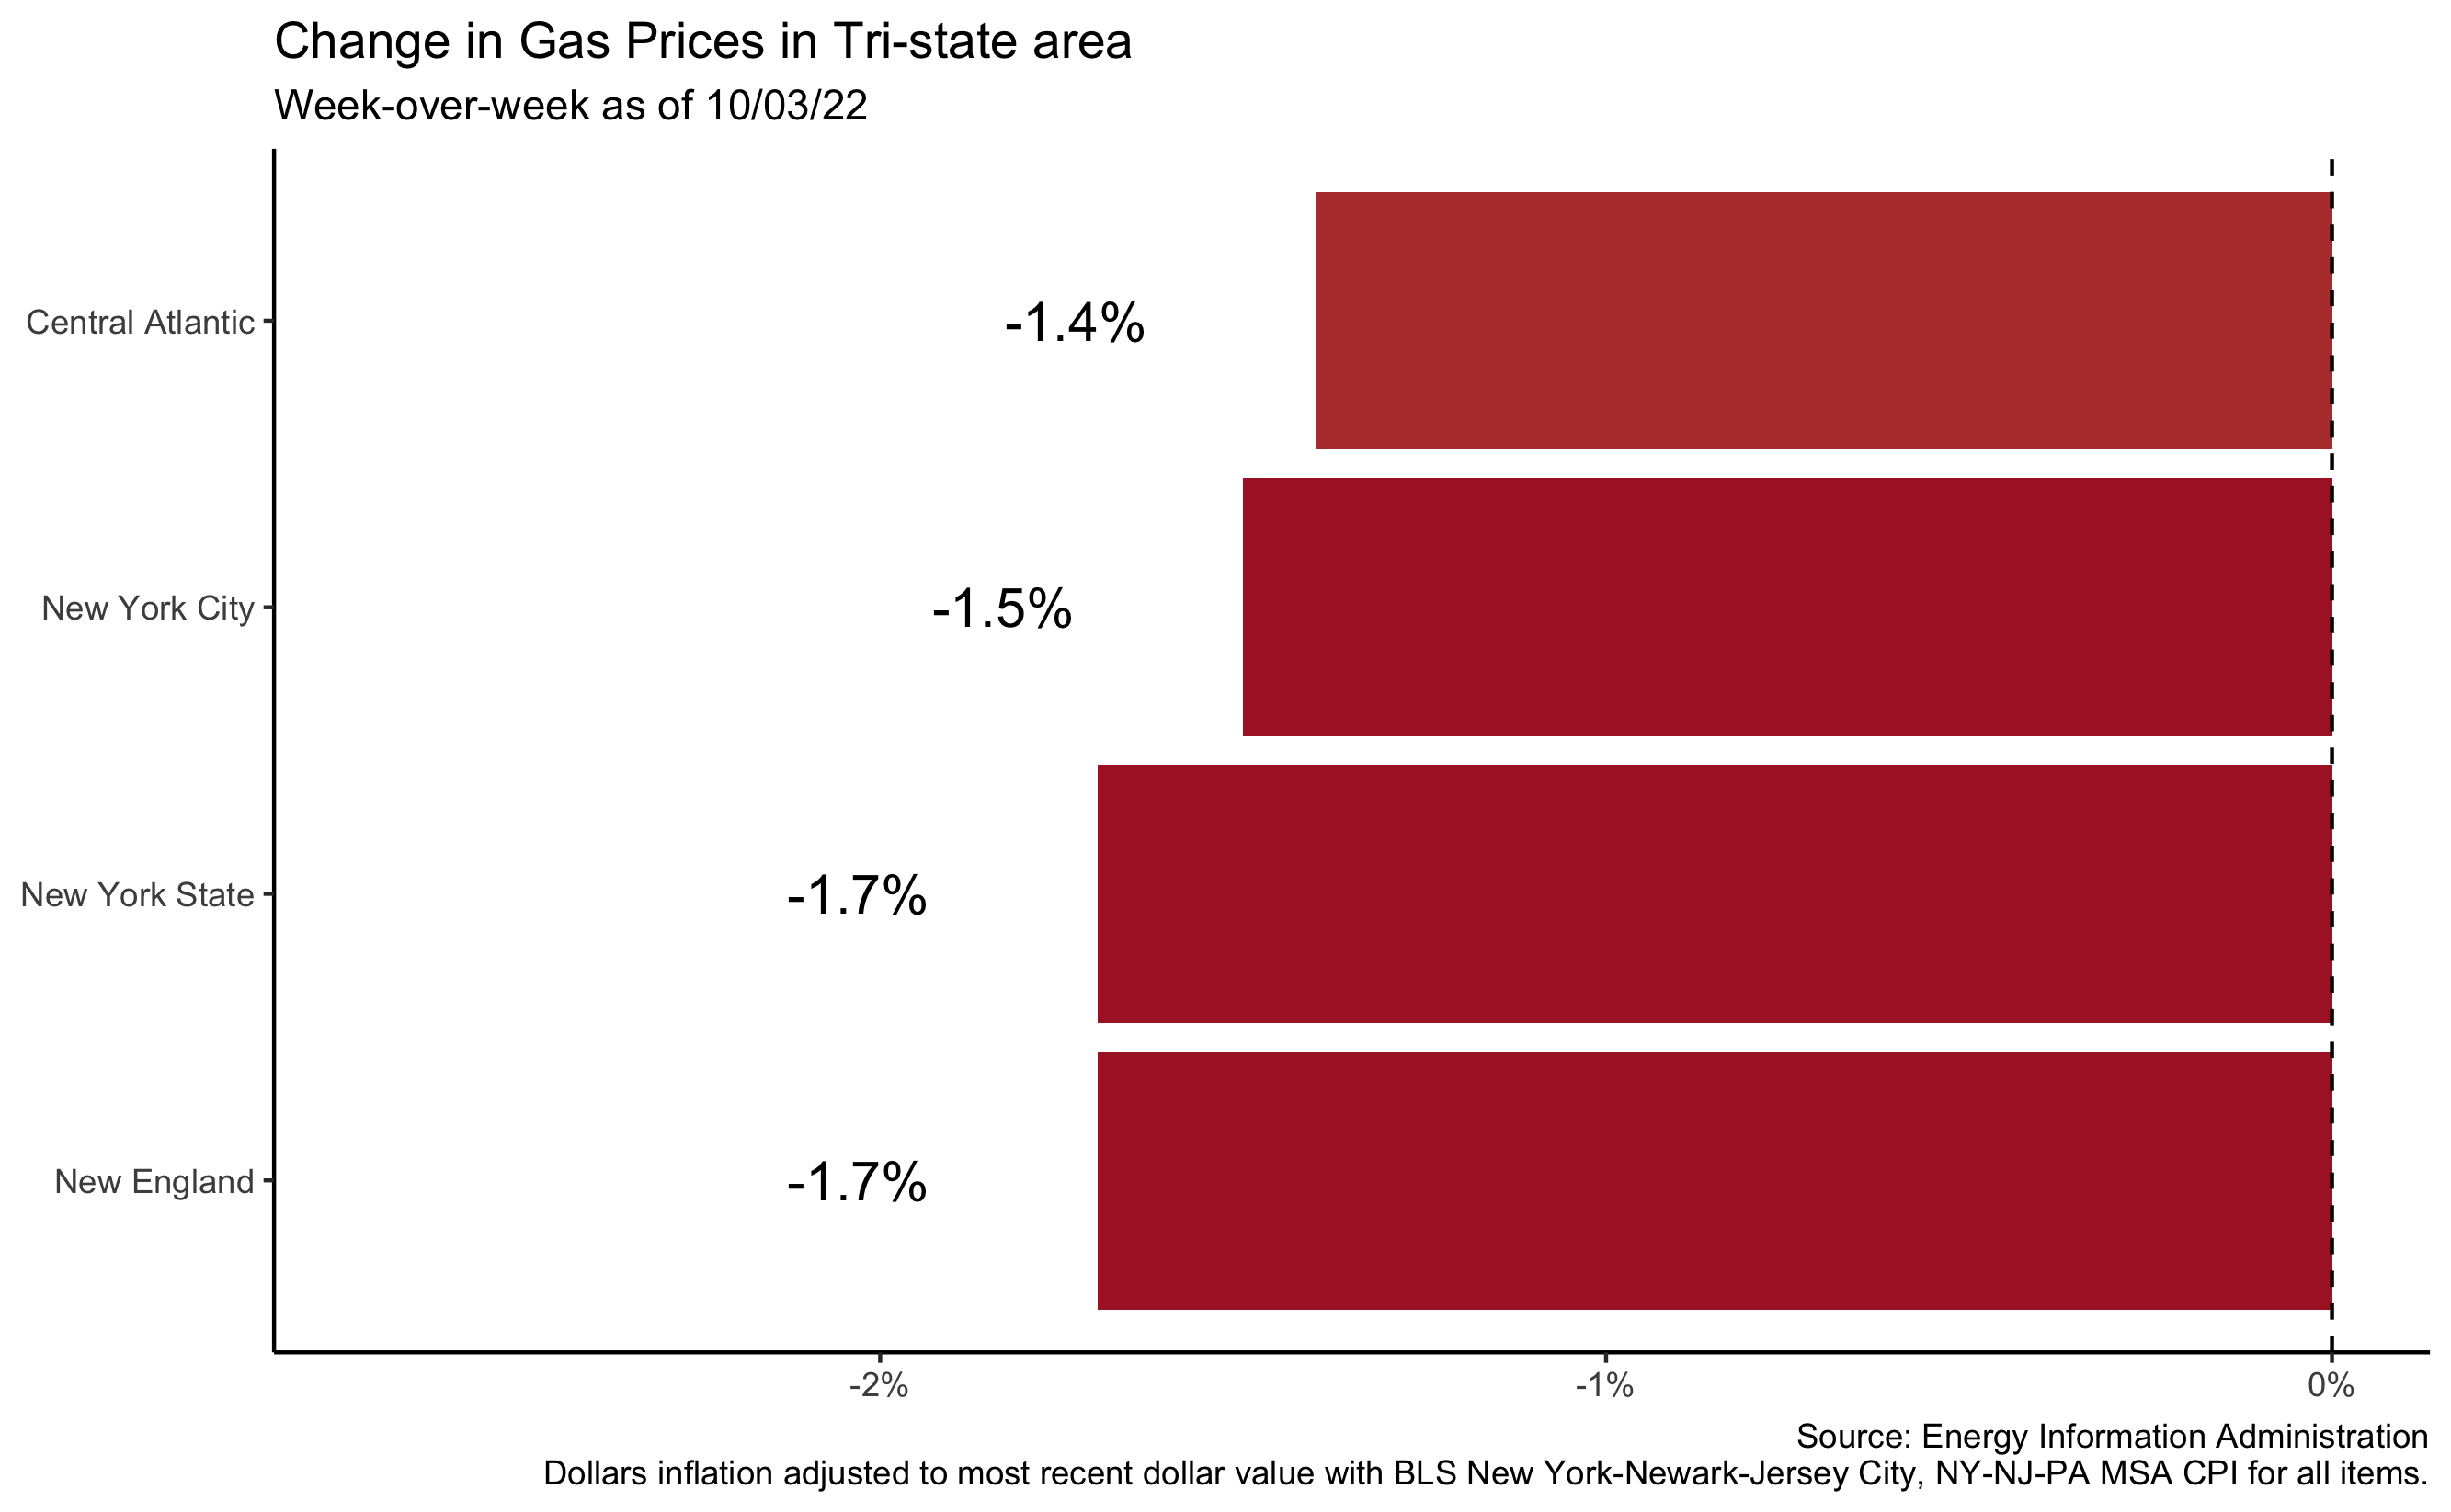 Change in Gas Prices in Tri-state area
Week-over-week as of 10/03/22
Central Atlantic
-1.4%
New York City
-1.5%
New York State
-1.7%
New England
-1.7%
-2%
-1%
0%
Source: Energy Information Administration
Dollars inflation adjusted to most recent dollar value with BLS New York-Newark-Jersey City, NY-NJ-PA MSA CPI for all items.